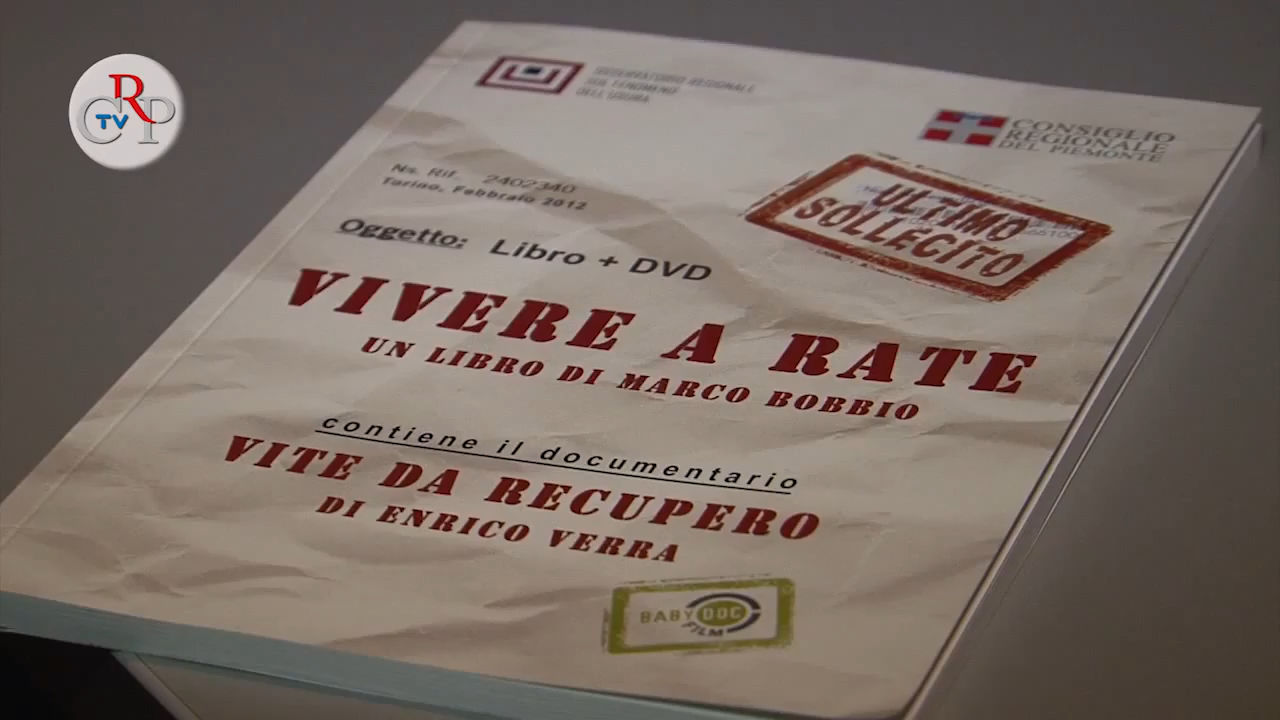 CRP
TV
OSSERVATORIO REGIONALE
SUL FENOMENO
DELL'USURA
CONSIGLIO
REGIONALE
DEL PIEMONTE
Ns. Rif. 2402340
Torino, Febbraio 2012
ULTIMO
SOLLECITO
Oggetto: Libro + DVD
VIVERE A RATE
UN LIBRO DI MARCO BOBBIO
contiene il documentario
VITE DA RECUPERO
DI ENRICO VERRA
BABY DOC
FILM